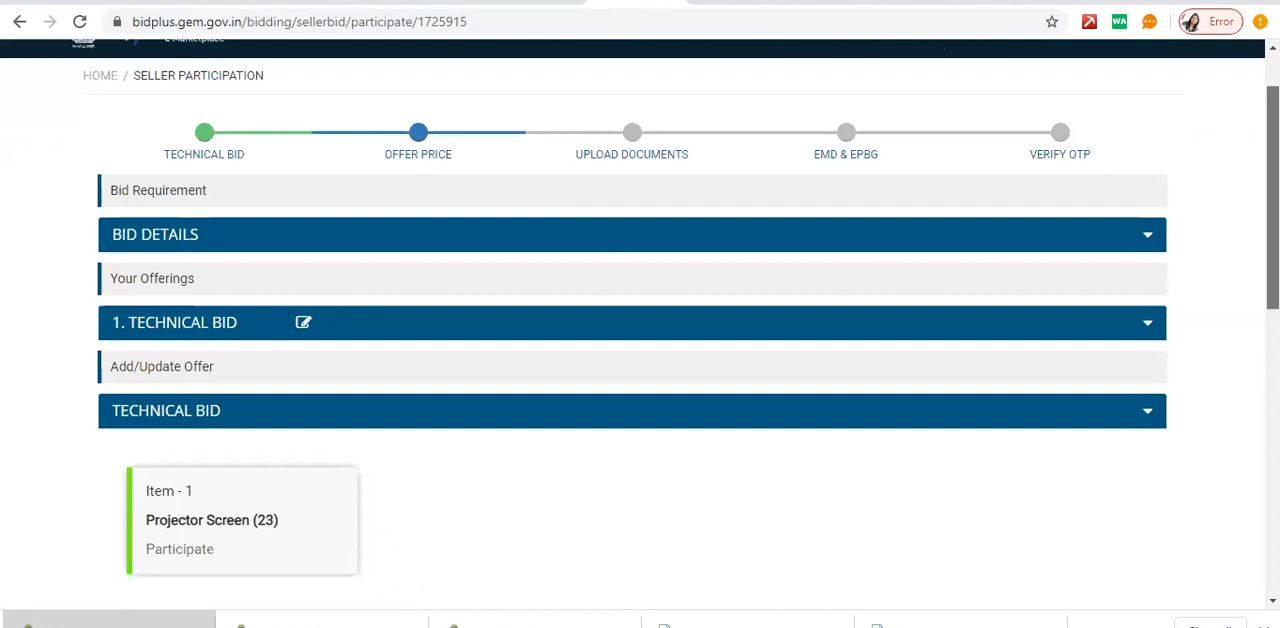 bidplus.gem.gov.in/bidding/sellerbid/participate/1725915
WA
Error
HOME / SELLER PARTICIPATION
TECHNICAL BID
OFFER PRICE
UPLOAD DOCUMENTS
EMD & EPBG
VERIFY OTP
Bid Requirement
BID DETAILS
Your Offerings
1. TECHNICAL BID
Add/Update Offer
TECHNICAL BID
Item - 1
Projector Screen (23)
Participate